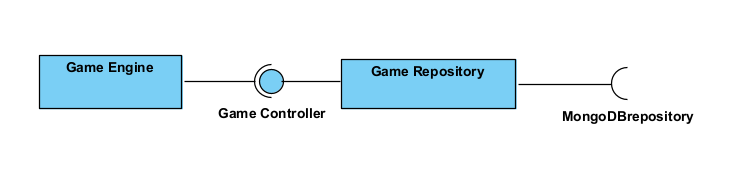 Game Engine
Game Repository
Game Controller
MongoDBrepository